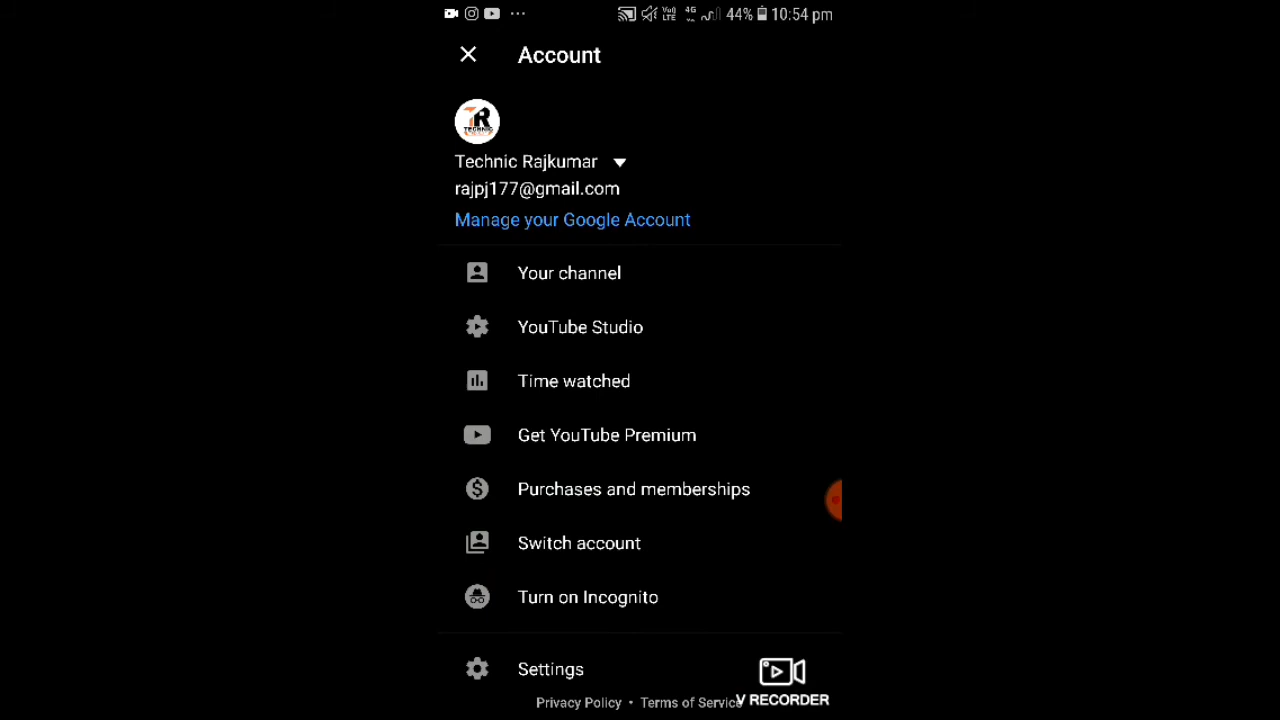 44% 10:54 pm
Account
TR
TECHNIC
Technic Rajkumar
rajpj177@gmail.com
Manage your Google Account
Your channel
YouTube Studio
Time watched
Get YouTube Premium
Purchases and memberships
Switch account
Turn on Incognito
Settings
V RECORDER
Privacy Policy • Terms of Service